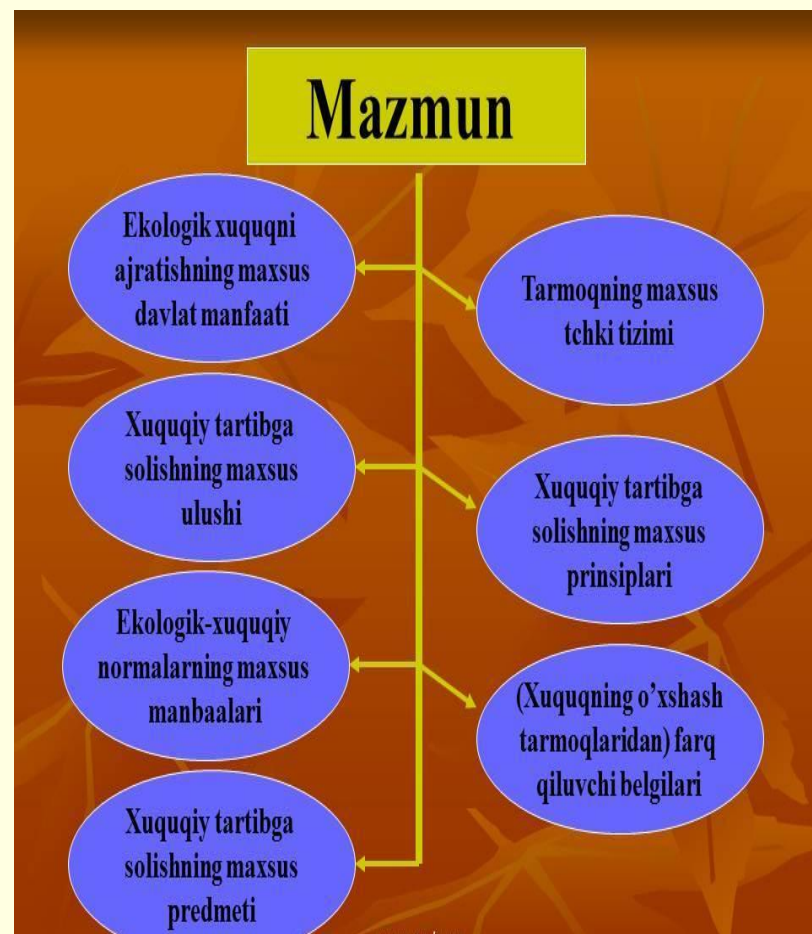 Mazmun
Ekologik xuquqni
ajratishning maxsus
davlat manfaati
Tarmoqning maxsus
tchki tizimi
Xuquqiy tartibga
solishning maxsus
ulushi
Xuquqiy tartibga
solishning maxsus
prinsiplari
Ekologik-xuquqiy
normalarning maxsus
manbaalari
(Xuquqning o’xshash
tarmoqlaridan) farq
qiluvchi belgilari
Xuquqiy tartibga
solishning maxsus
predmeti